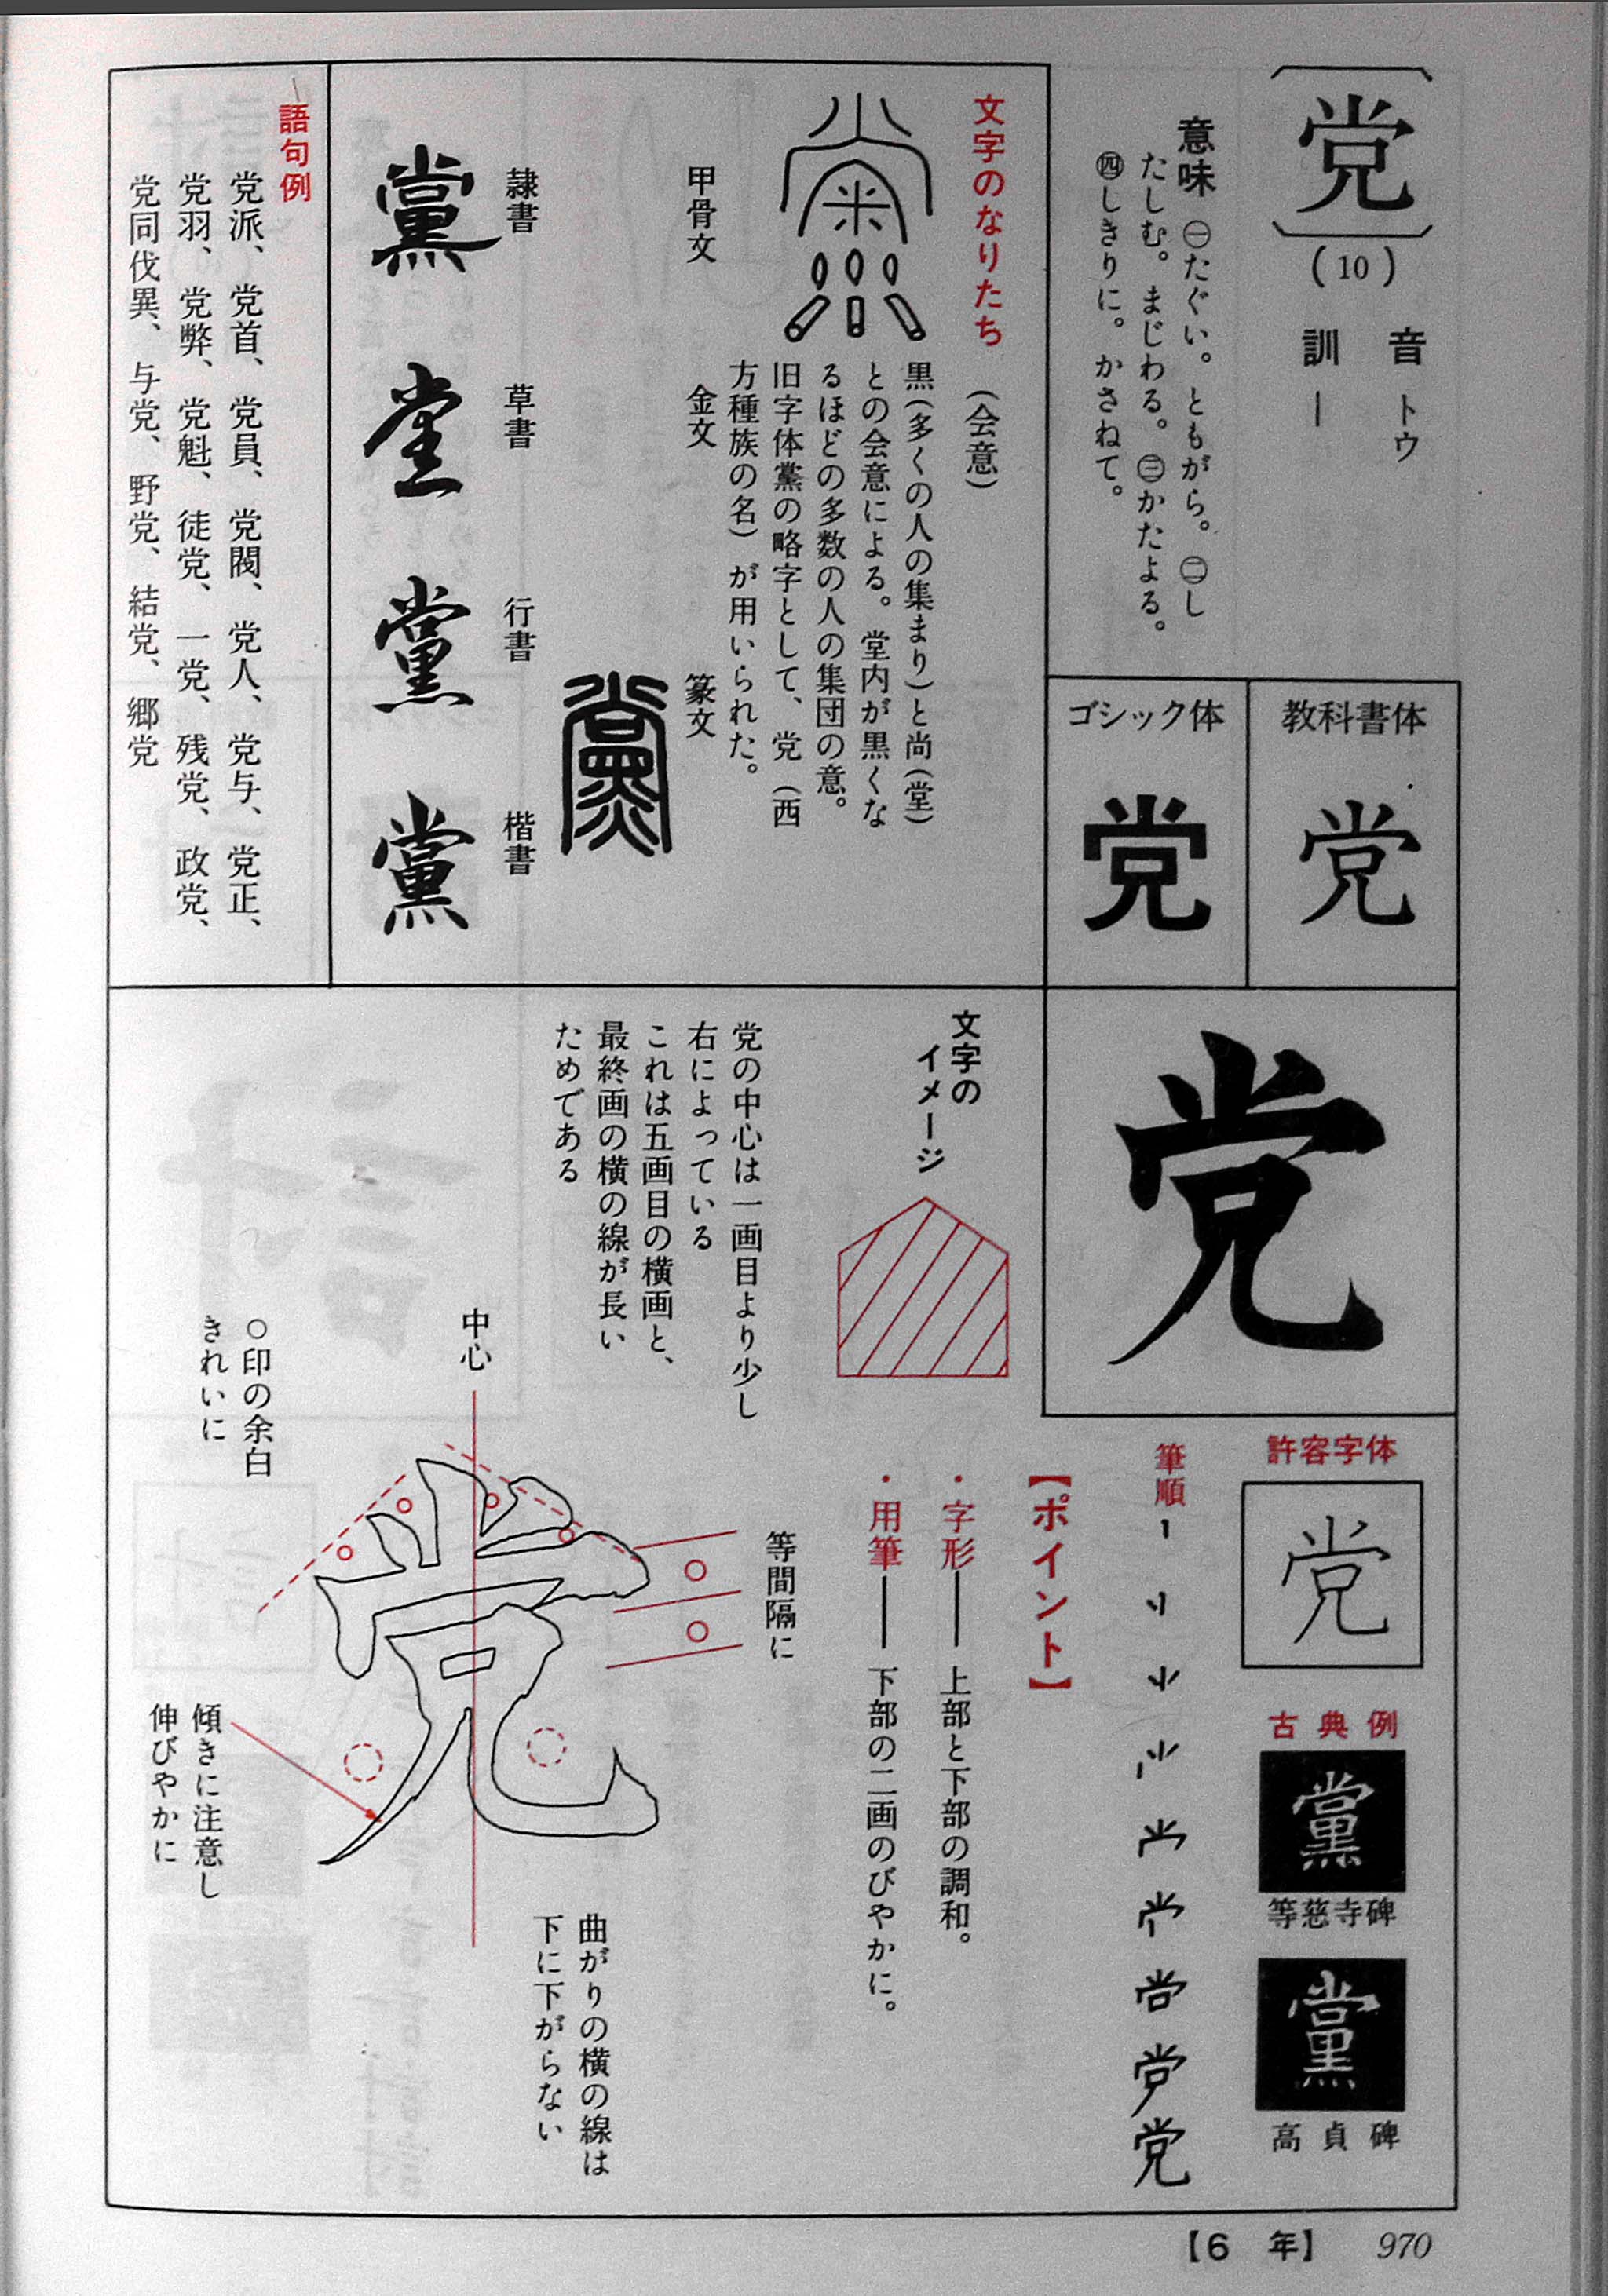 党
(10)
音 トウ
訓 ―
意味 ㊀たぐい。ともがら。㊁し
たしむ。まじわる。㊂かたよる。
㊃しきりに。かさねて。
教科書体
党
ゴシック体
党
文字のなりたち
(会意)
黒(多くの人の集まり)と尚(堂)
との会意による。堂内が黒くな
るほどの多数の人の集団の意。
旧字体黨の略字として、党(西
方種族の名)が用いられた。
甲骨文
金文
篆文
黨
隷書
草書
行書
楷書
黨
黨
黨
黨
語句例
党派、党首、党員、党閥、党人、党与、党正、
党羽、党弊、党魁、徒党、一党、残党、政党、
党同伐異、与党、野党、結党、郷党
党
文字の
イメージ
党の中心は一画目より少し
右によっている
これは五画目の横画と、
最終画の横の線が長い
ためである
許容字体
党
古典例
黨
等慈寺碑
黨
高貞碑
筆順
党
【ポイント】
・字形――上部と下部の調和。
・用筆――下部の二画のびやかに。
等間隔に
中心
○印の余白
きれいに
傾きに注意し
伸びやかに
曲がりの横の線は
下に下がらない
【6 年】 970